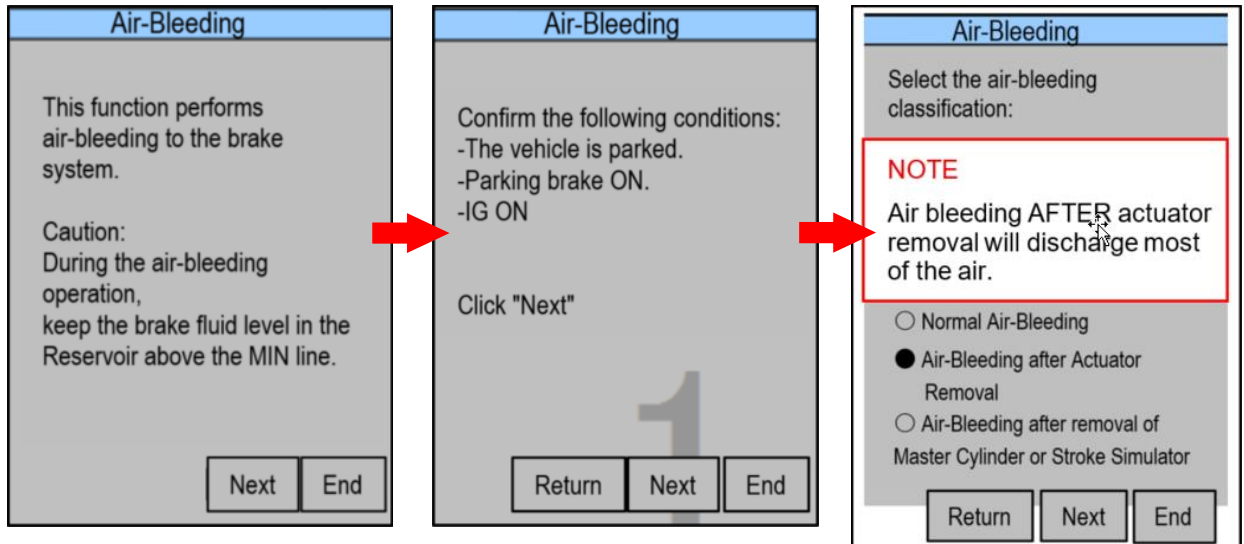 Air-Bleeding
This function performs
air-bleeding to the brake
system.
Caution:
During the air-bleeding
operation,
keep the brake fluid level in the
Reservoir above the MIN line.
Next
End
Air-Bleeding
Confirm the following conditions:
-The vehicle is parked.
-Parking brake ON.
-IG ON
Click "Next"
1
Return
Next
End
Air-Bleeding
Select the air-bleeding
classification:
NOTE
Air bleeding AFTER actuator
removal will discharge most
of the air.
Normal Air-Bleeding
Air-Bleeding after Actuator
Removal
Air-Bleeding after removal of
Master Cylinder or Stroke Simulator
Return
Next
End